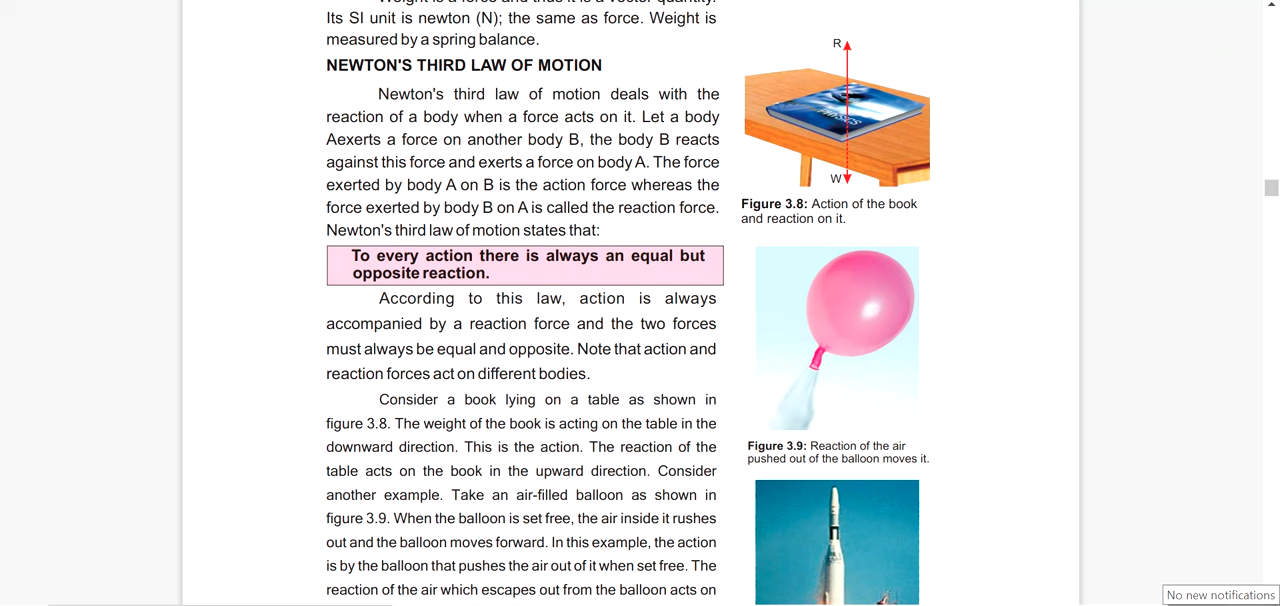 Weight is a force and thus it is a vector quantity.
Its SI unit is newton (N); the same as force. Weight is
measured by a spring balance.
NEWTON'S THIRD LAW OF MOTION
Newton's third law of motion deals with the
reaction of a body when a force acts on it. Let a body
Aexerts a force on another body B, the body B reacts
against this force and exerts a force on body A. The force
exerted by body A on B is the action force whereas the
force exerted by body B on A is called the reaction force.
Newton's third law of motion states that:
To every action there is always an equal but
opposite reaction.
According to this law, action is always
accompanied by a reaction force and the two forces
must always be equal and opposite. Note that action and
reaction forces act on different bodies.
Consider a book lying on a table as shown in
figure 3.8. The weight of the book is acting on the table in the
downward direction. This is the action. The reaction of the
table acts on the book in the upward direction. Consider
another example. Take an air-filled balloon as shown in
figure 3.9. When the balloon is set free, the air inside it rushes
out and the balloon moves forward. In this example, the action
is by the balloon that pushes the air out of it when set free. The
reaction of the air which escapes out from the balloon acts on
R
PHYSICS
W
Figure 3.8: Action of the book
and reaction on it.
Figure 3.9: Reaction of the air
pushed out of the balloon moves it.
No new notifications